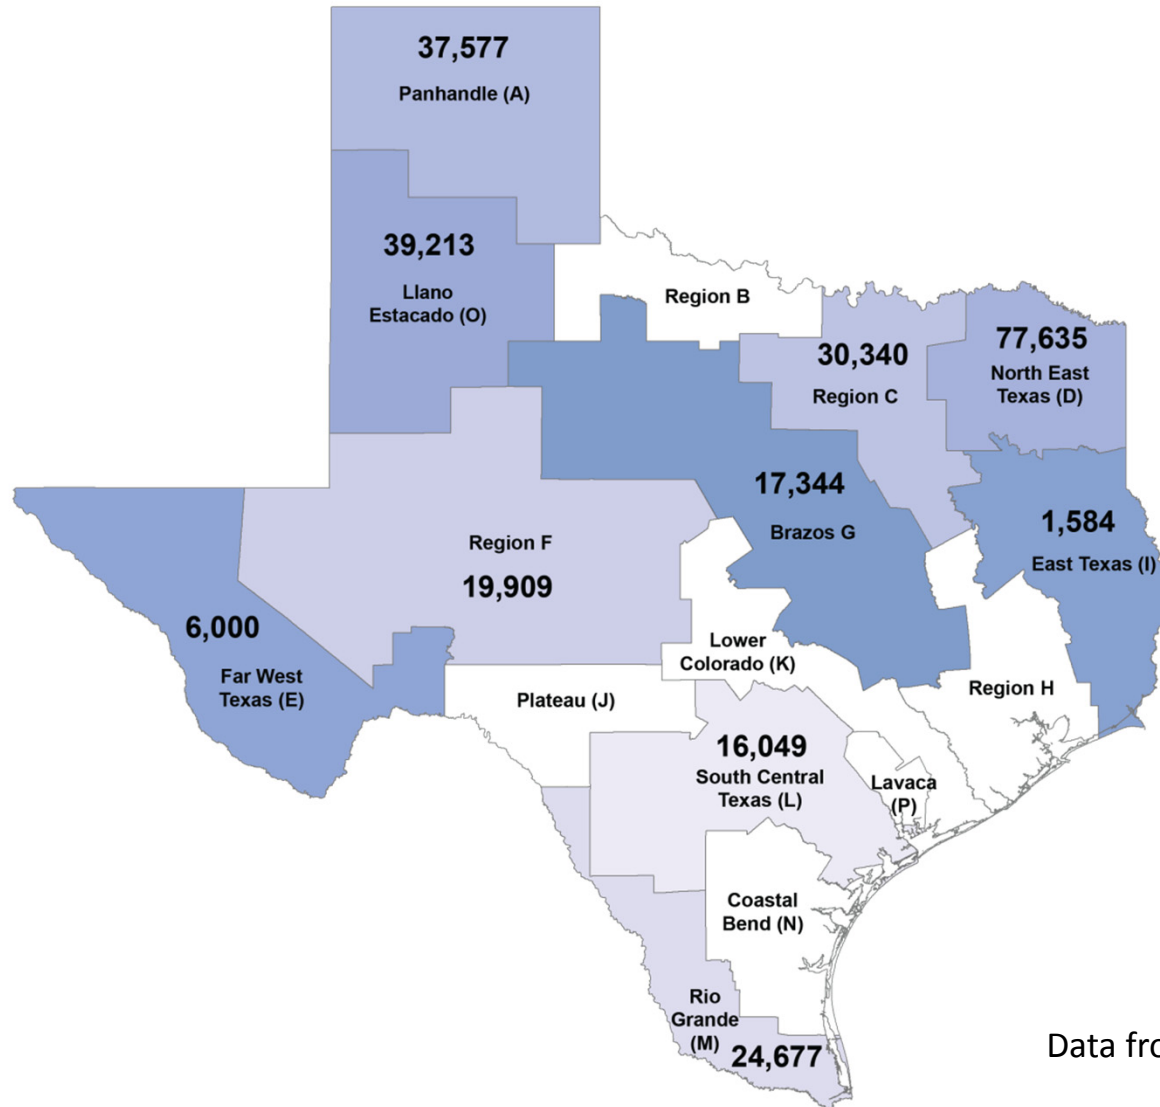 37,577
Panhandle (A)
39,213
Llano
Estacado (O)
Region B
30,340
Region C
77,635
North East
Texas (D)
17,344
Brazos G
1,584
East Texas (I)
Region F
19,909
6,000
Far West
Texas (E)
Lower
Colorado (K)
Region H
Plateau (J)
16,049
South Central
Texas (L)
Lavaca
(P)
Coastal
Bend (N)
Rio
Grande
(M)
24,677
Data